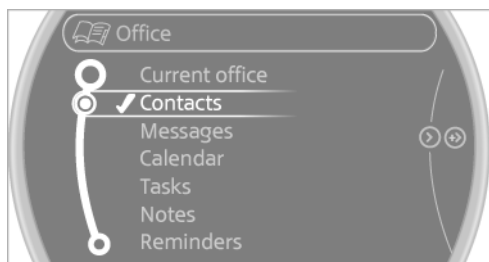 Office
Current office
Contacts
Messages
Calendar
Tasks
Notes
Reminders